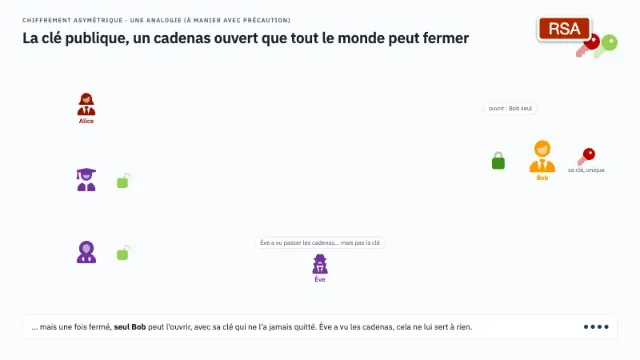 CHIFFREMENT ASYMÉTRIQUE · UNE ANALOGIE (À MANIER AVEC PRÉCAUTION)
La clé publique, un cadenas ouvert que tout le monde peut fermer
RSA
Alice
ouvrir : Bob seul
Bob
sa clé, unique
Ève a vu passer les cadenas… mais pas la clé
Ève
… mais une fois fermé, seul Bob peut l'ouvrir, avec sa clé qui ne l'a jamais quitté. Ève a vu les cadenas, cela ne lui sert à rien.